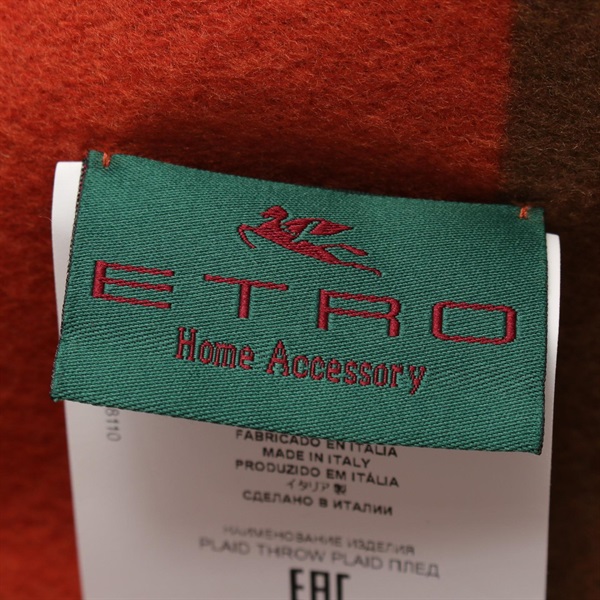 ETRO
Home Accessory
8110
FABRICADO EN ITALIA
MADE IN ITALY
PRODUZIDO EM ITÁLIA
イタリア製
СДЕЛАНО В ИТАЛИИ
НАИМЕНОВАНИЕ ИЗДЕЛИЯ
PLAID THROW PLAID ПЛЕД
EAC